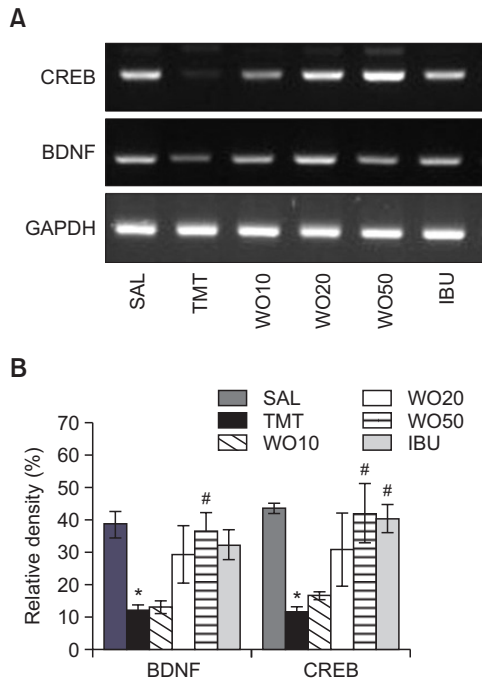 A
CREB
BDNF
GAPDH
SAL TMT WO10 WO20 WO50 IBU
B
SAL WO20
TMT WO50
WO10 IBU
Relative density (%)
70
60
50
40
30
20
10
0
* # * # #
BDNF CREB